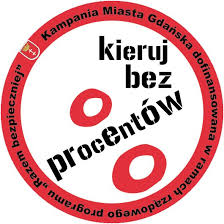 Kampania Miasta Gdańska dofinansowana w ramach rządowego programu „Razem bezpieczniej”
kieruj
bez
procentów